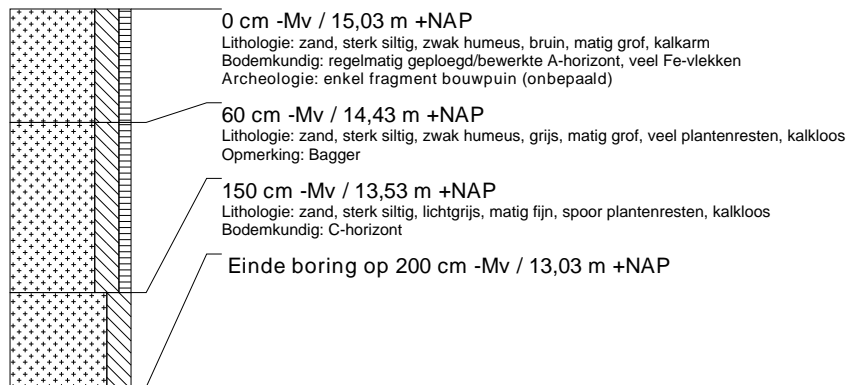 0 cm -Mv / 15,03 m +NAP
Lithologie: zand, sterk siltig, zwak humeus, bruin, matig grof, kalkarm
Bodemkundig: regelmatig geploegd/bewerkte A-horizont, veel Fe-vlekken
Archeologie: enkel fragment bouwpuin (onbepaald)
60 cm -Mv / 14,43 m +NAP
Lithologie: zand, sterk siltig, zwak humeus, grijs, matig grof, veel plantenresten, kalkloos
Opmerking: Bagger
150 cm -Mv / 13,53 m +NAP
Lithologie: zand, sterk siltig, lichtgrijs, matig fijn, spoor plantenresten, kalkloos
Bodemkundig: C-horizont
Einde boring op 200 cm -Mv / 13,03 m +NAP